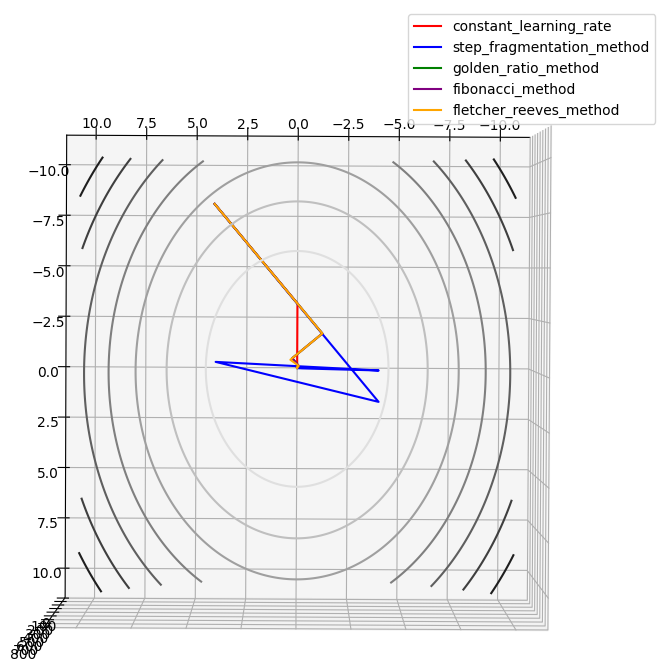 constant_learning_rate
step_fragmentation_method
golden_ratio_method
fibonacci_method
fletcher_reeves_method
10.0 7.5 5.0 2.5 0.0 −2.5 −5.0 −7.5 −10.0
−10.0
−7.5
−5.0
−2.5
0.0
2.5
5.0
7.5
10.0
800